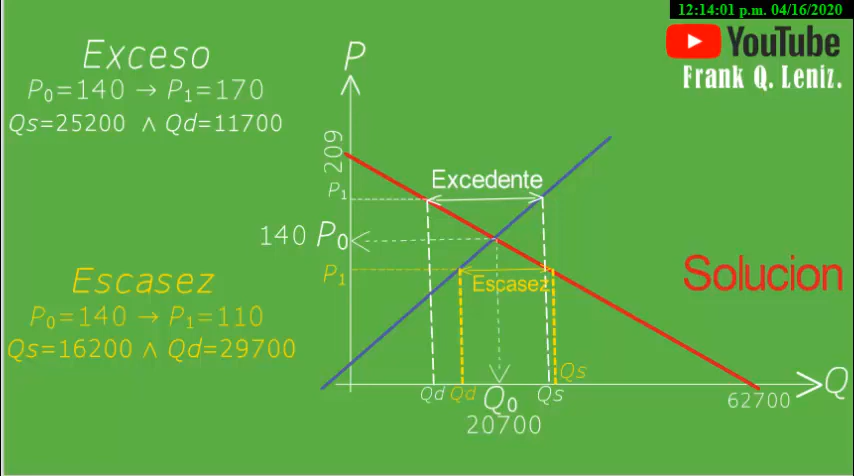 12:14:01 p.m. 04/16/2020
YouTube
Frank Q. Leniz.
Exceso
P₀=140 → P₁=170
Qs=25200 ∧ Qd=11700
P
209
P₁
Excedente
140 P₀
P₁
Escasez
Solucion
Escasez
P₀=140 → P₁=110
Qs=16200 ∧ Qd=29700
Qs
Qd
Qd
Q₀
Qs
Q
20700
62700